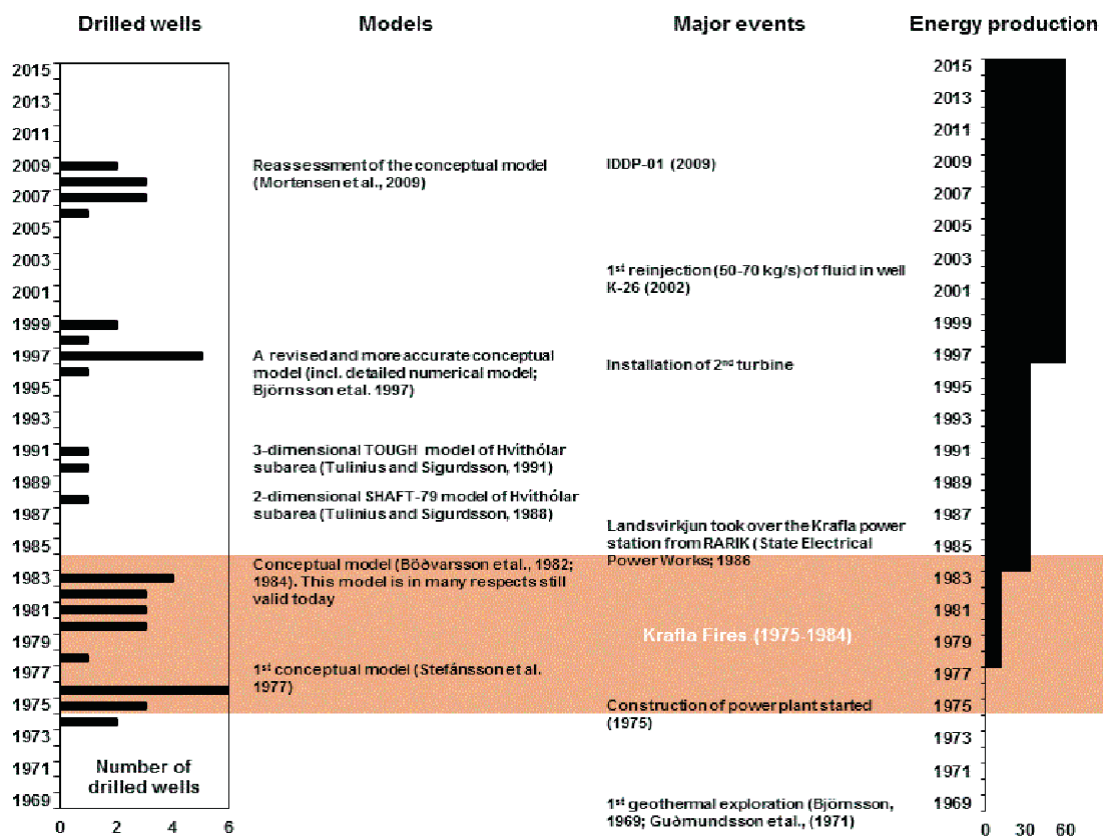 Drilled wells
Models
Major events
Energy production
2015
2013
2011
2009
2007
2005
2003
2001
1999
1997
1995
1993
1991
1989
1987
1985
1983
1981
1979
1977
1975
1973
1971
1969
Number of
drilled wells
0 2 4 6
Reassessment of the conceptual model
(Mortensen et al., 2009)
A revised and more accurate conceptual
model (incl. detailed numerical model;
Björnsson et al. 1997)
3-dimensional TOUGH model of Hvíthólar
subarea (Tulinius and Sigurdsson, 1991)
2-dimensional SHAFT-79 model of Hvíthólar
subarea (Tulinius and Sigurdsson, 1988)
Conceptual model (Böðvarsson et al., 1982;
1984). This model is in many respects still
valid today
1st conceptual model (Stefánsson et al.
1977)
IDDP-01 (2009)
1st reinjection (50-70 kg/s) of fluid in well
K-26 (2002)
Installation of 2nd turbine
Landsvirkjun took over the Krafla power
station from RARIK (State Electrical
Power Works; 1986
Krafla Fires (1975-1984)
Construction of power plant started
(1975)
1st geothermal exploration (Björnsson,
1969; Guðmundsson et al., (1971)
2015
2013
2011
2009
2007
2005
2003
2001
1999
1997
1995
1993
1991
1989
1987
1985
1983
1981
1979
1977
1975
1973
1971
1969
0 30 60